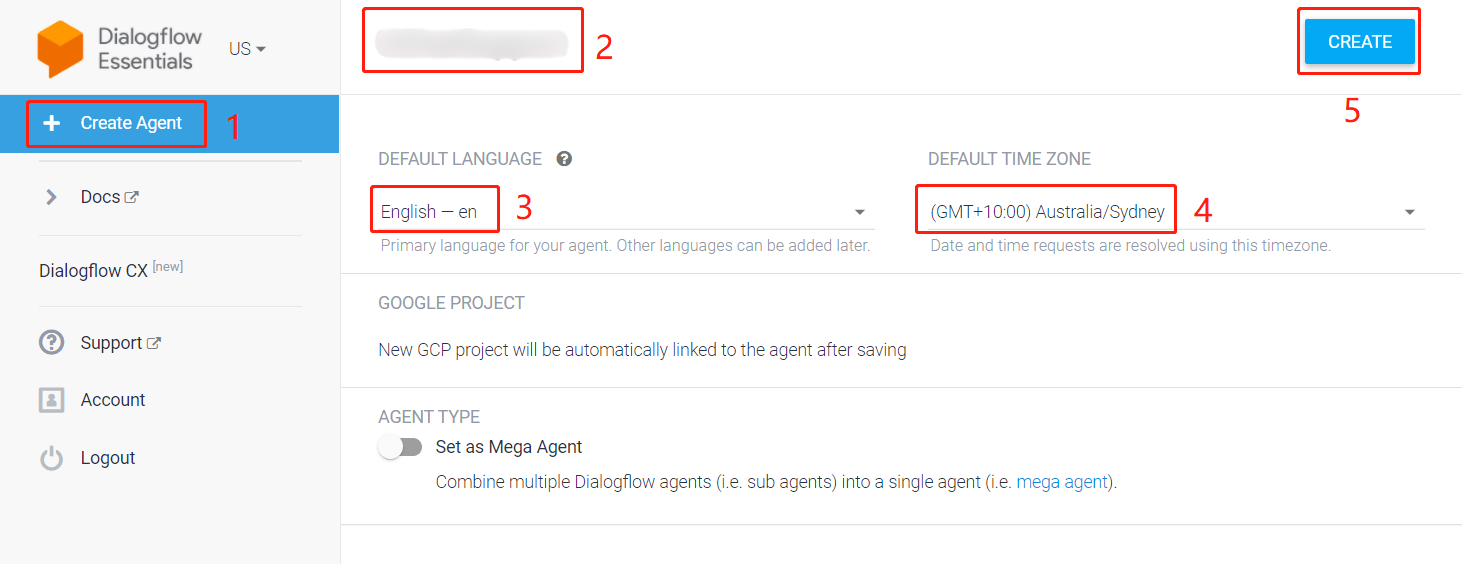 Dialogflow
Essentials
US
2
CREATE
5
Create Agent
1
Docs
Dialogflow CX [new]
Support
Account
Logout
DEFAULT LANGUAGE
English — en
3
Primary language for your agent. Other languages can be added later.
DEFAULT TIME ZONE
(GMT+10:00) Australia/Sydney
4
Date and time requests are resolved using this timezone.
GOOGLE PROJECT
New GCP project will be automatically linked to the agent after saving
AGENT TYPE
Set as Mega Agent
Combine multiple Dialogflow agents (i.e. sub agents) into a single agent (i.e. mega agent).